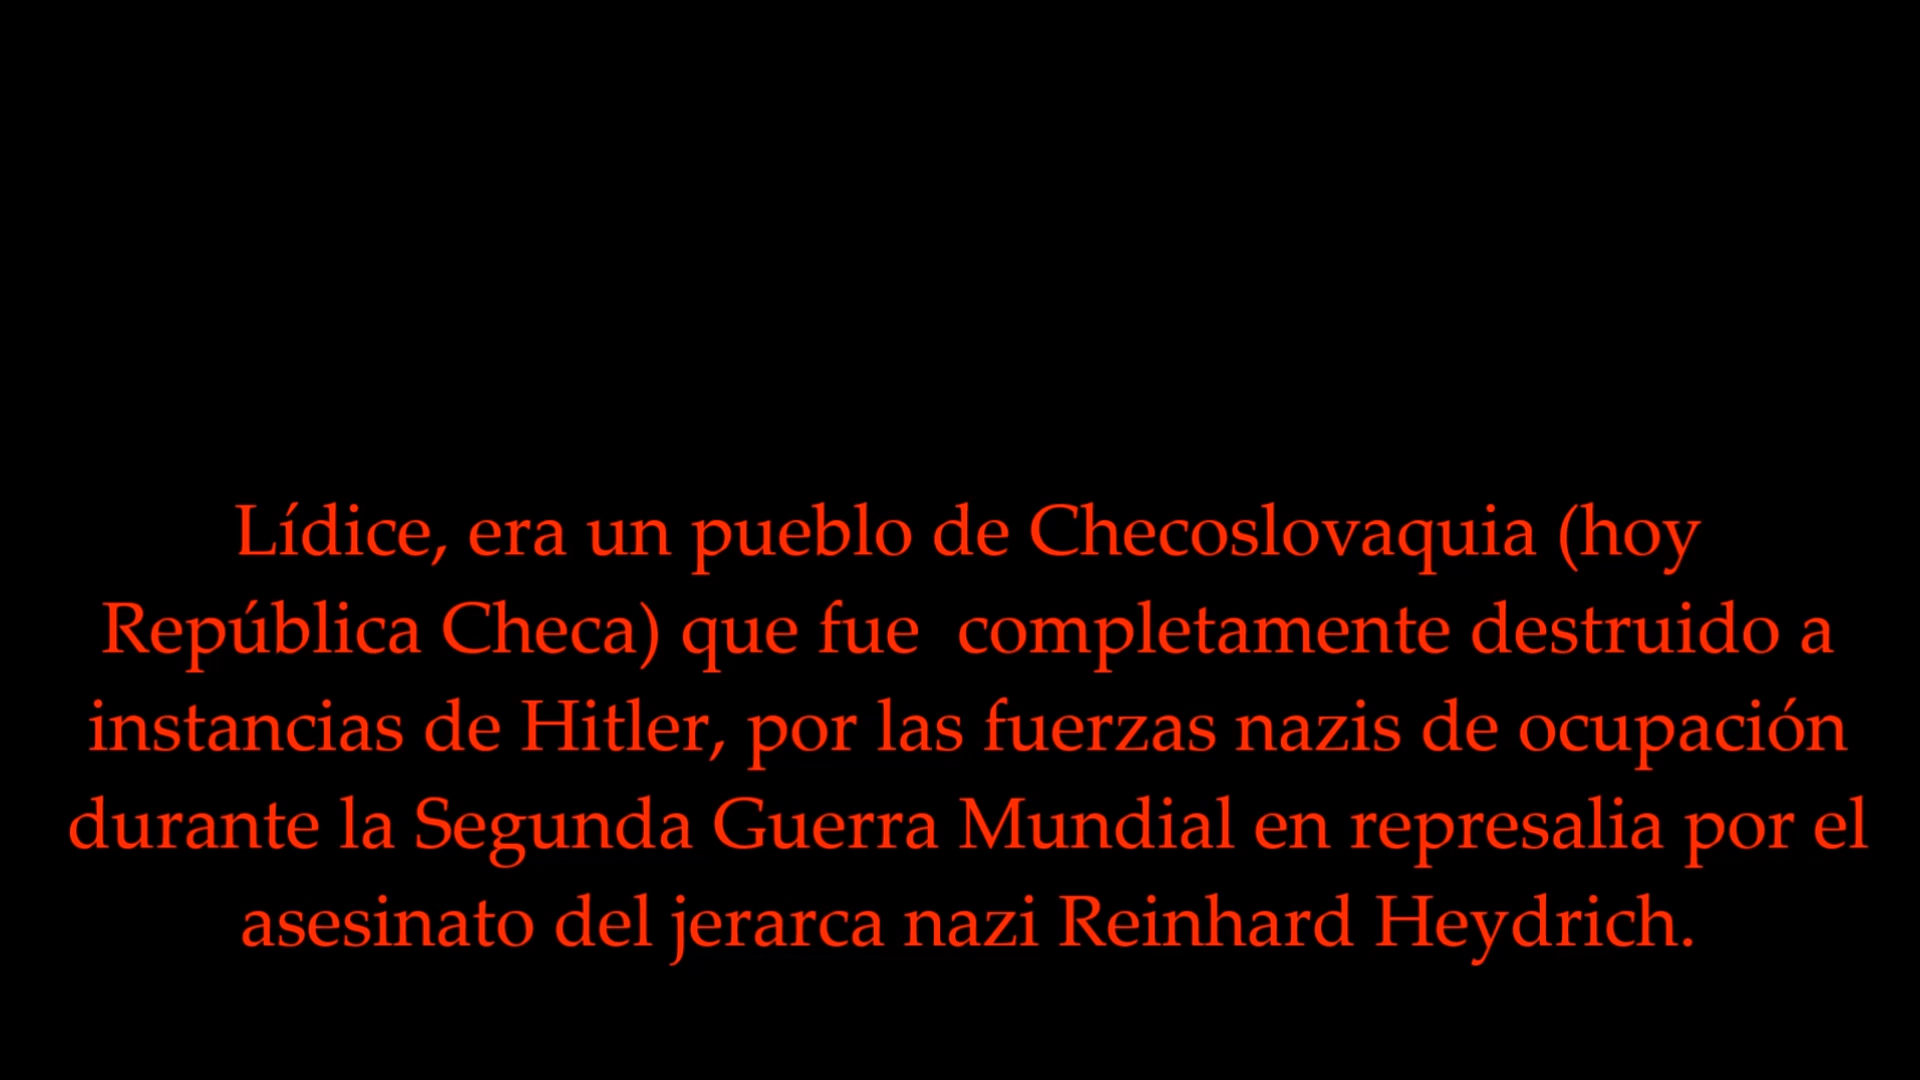 Lídice, era un pueblo de Checoslovaquia (hoy
República Checa) que fue  completamente destruido a
instancias de Hitler, por las fuerzas nazis de ocupación
durante la Segunda Guerra Mundial en represalia por el
asesinato del jerarca nazi Reinhard Heydrich.